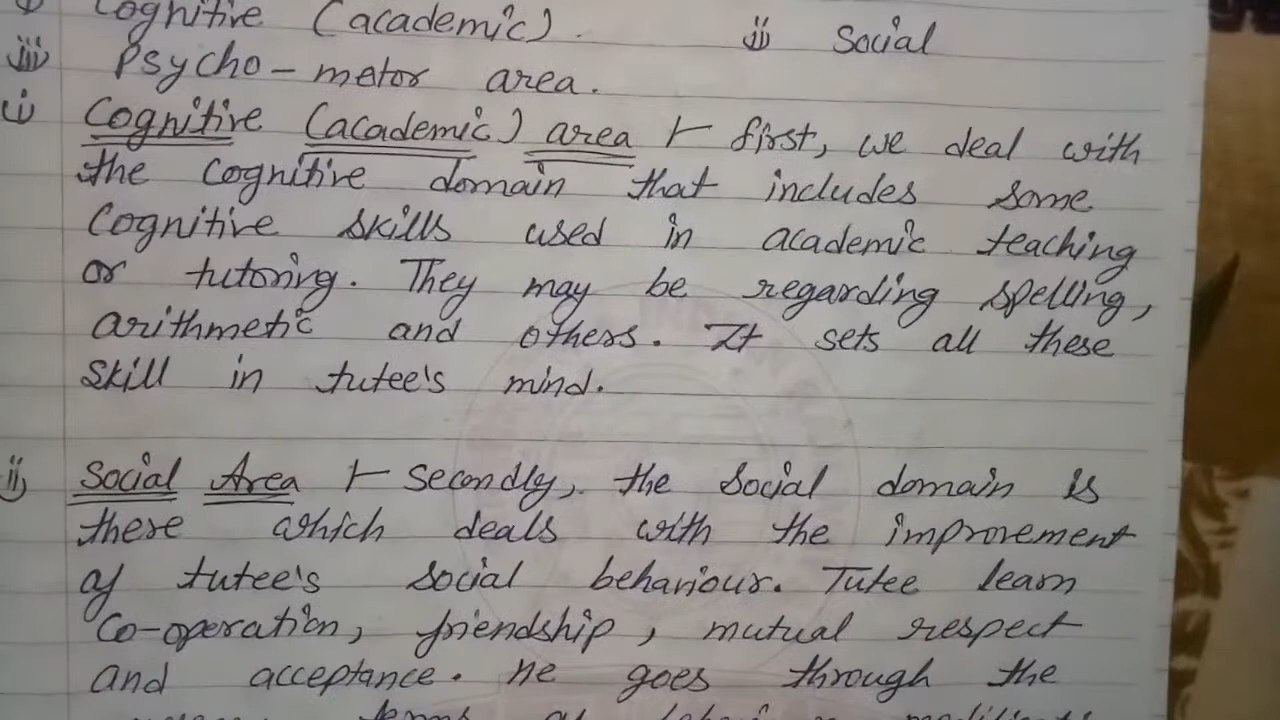 i Cognitive (academic). ii Social
iii Psycho-motor area.
i Cognitive (academic) area :- first, we deal with
the cognitive domain that includes some
Cognitive skills used in academic teaching
or tutoring. They may be regarding spelling,
arithmetic and others. It sets all these
skill in tutee's mind.
ii, Social Area :- Secondly, the social domain is
there which deals with the improvement
of tutee's social behaviour. Tutee learn
Co-operation, friendship, mutual respect
and acceptance. He goes through the
terms of